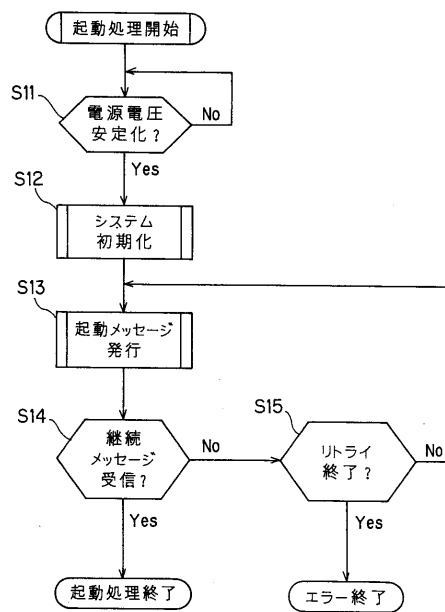 起動処理開始
S11
電源電圧
安定化?
No
Yes
S12
システム
初期化
S13
起動メッセージ
発行
S14
継続
メッセージ
受信?
No
Yes
S15
リトライ
終了?
No
Yes
起動処理終了
エラー終了